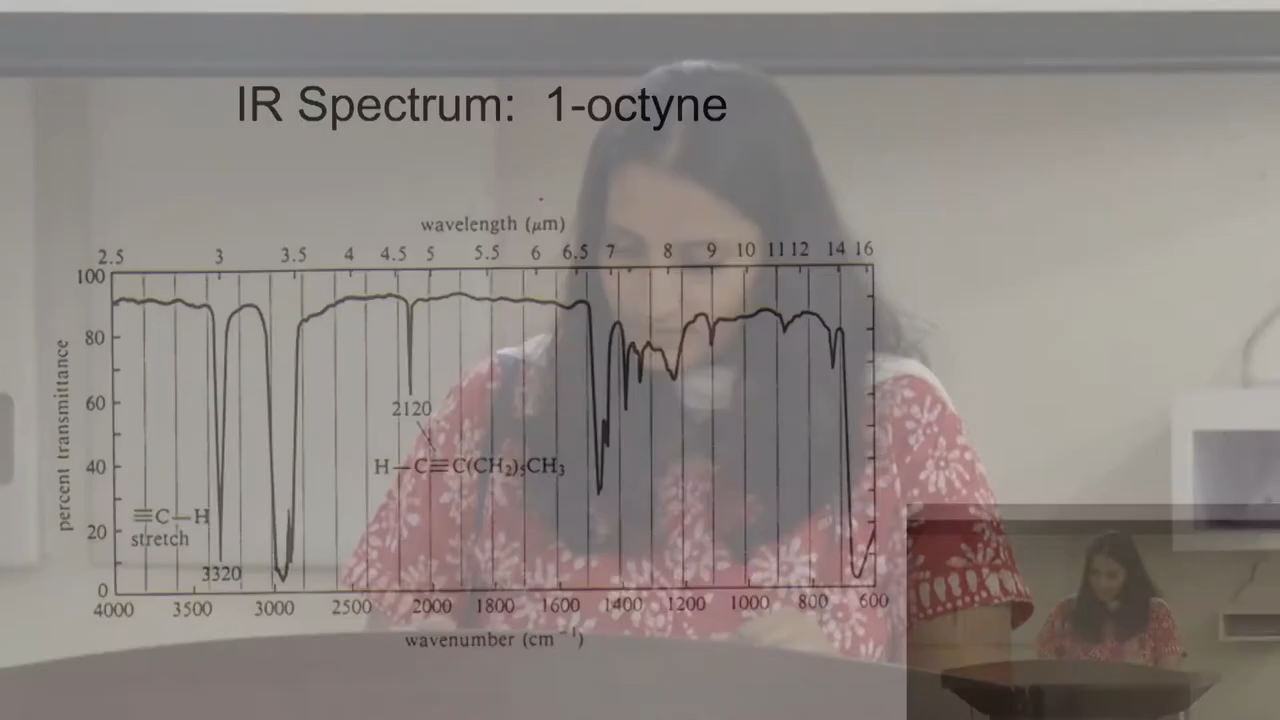 IR Spectrum: 1-octyne
wavelength (μm)
2.5 3 3.5 4 4.5 5 5.5 6 6.5 7 8 9 10 11 12 14 16
100
80
60
40
20
0
percent transmittance
2120
H—C≡C(CH₂)₅CH₃
≡C—H
stretch
3320
4000 3500 3000 2500 2000 1800 1600 1400 1200 1000 800 600
wavenumber (cm⁻¹)